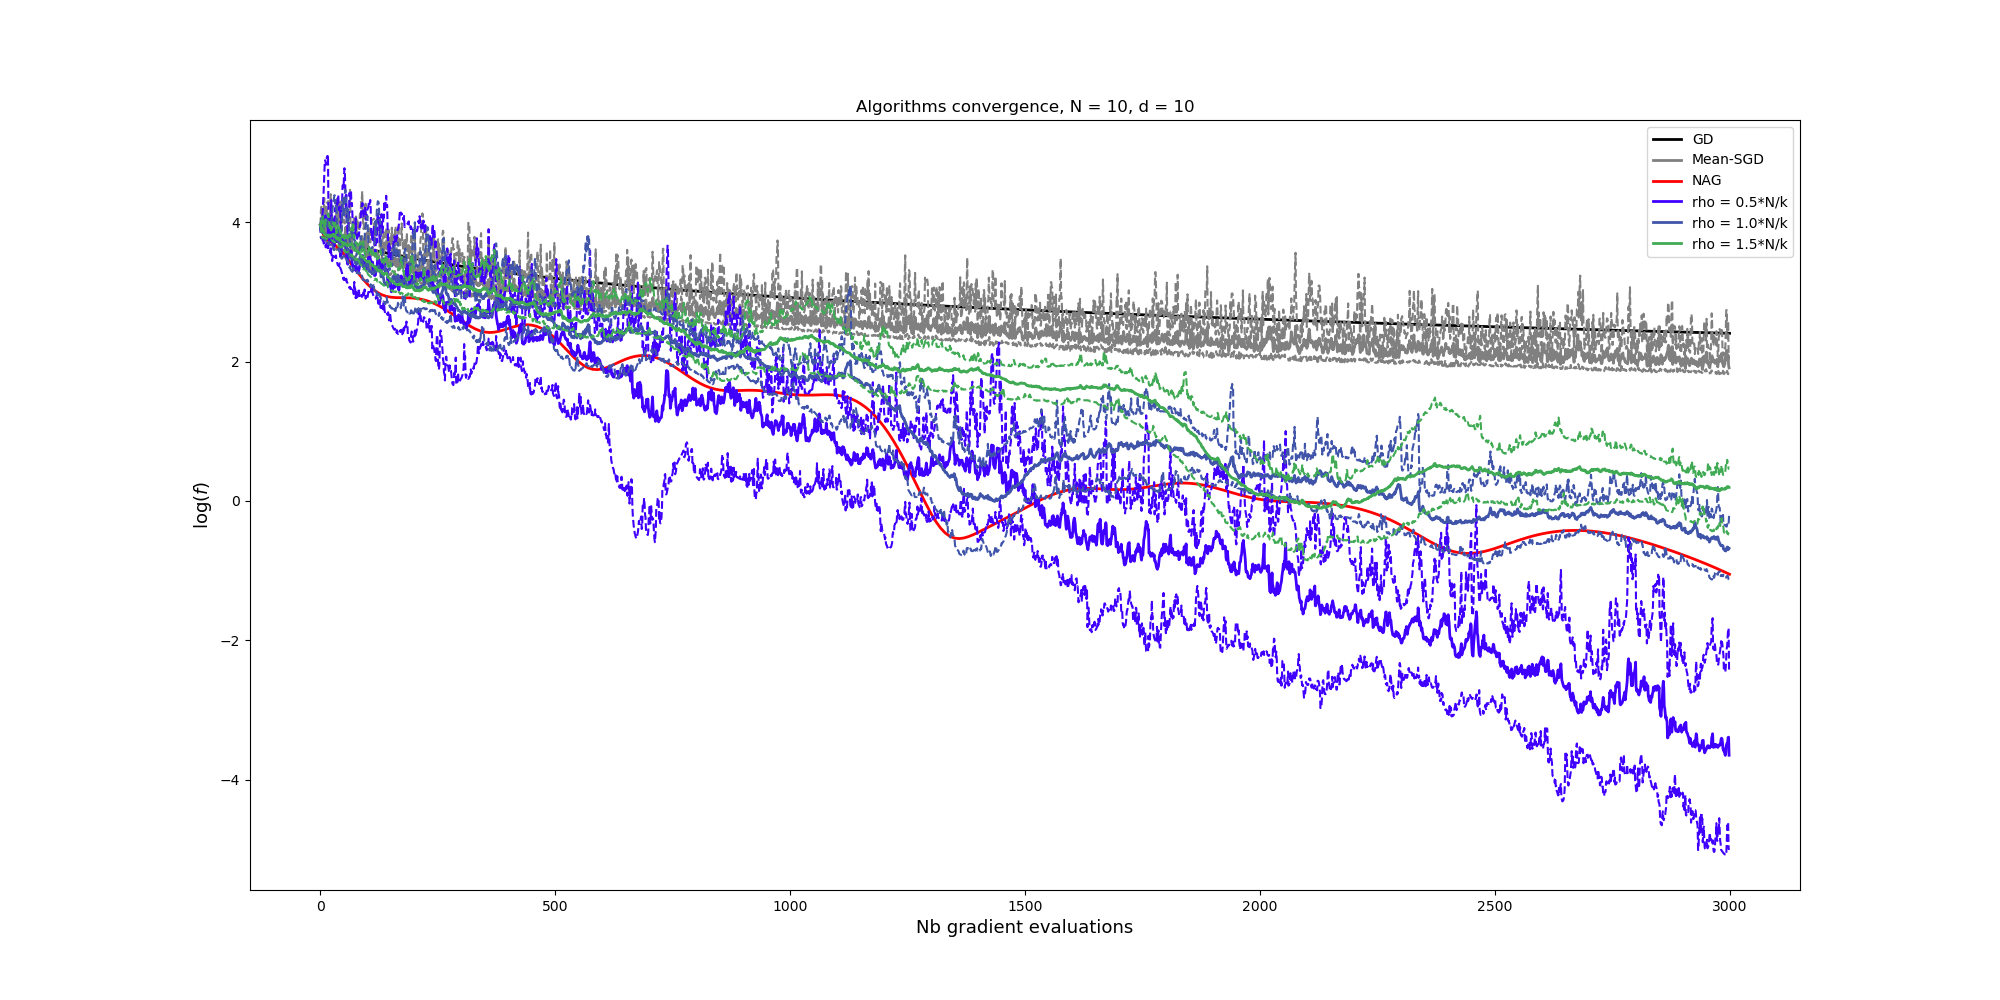 Algorithms convergence, N = 10, d = 10
GD
Mean-SGD
NAG
rho = 0.5*N/k
rho = 1.0*N/k
rho = 1.5*N/k
log(f)
4
2
0
−2
−4
0 500 1000 1500 2000 2500 3000
Nb gradient evaluations